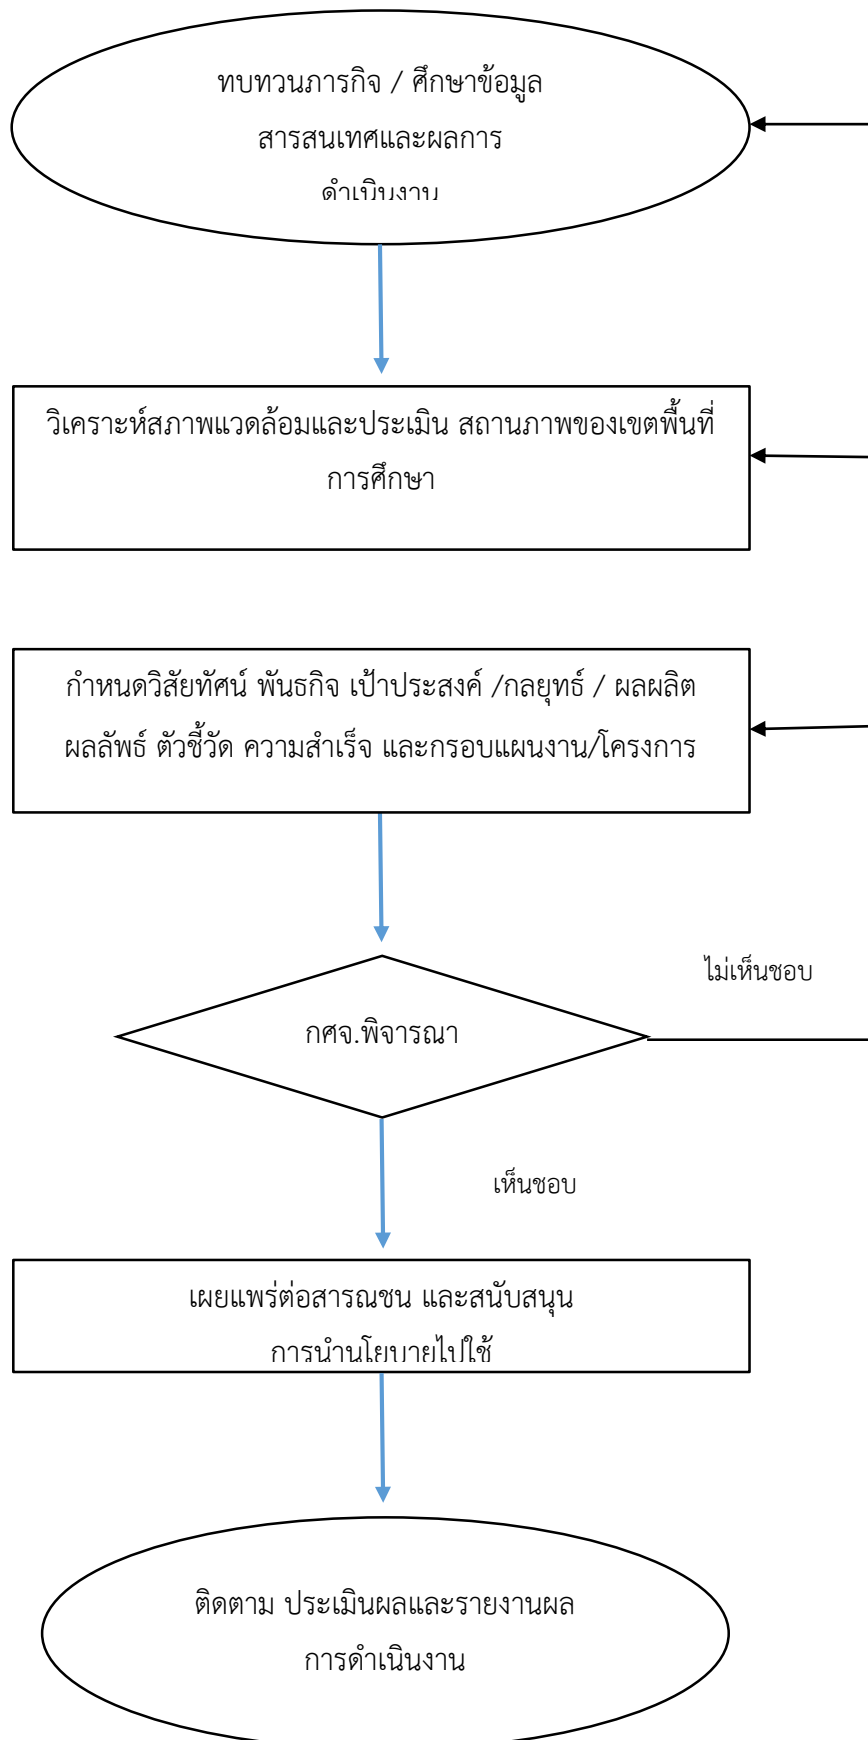 ทบทวนภารกิจ / ศึกษาข้อมูล
สารสนเทศและผลการ
ดำเนินงาน
วิเคราะห์สภาพแวดล้อมและประเมิน สถานภาพของเขตพื้นที่
การศึกษา
กำหนดวิสัยทัศน์ พันธกิจ เป้าประสงค์ /กลยุทธ์ / ผลผลิต
ผลลัพธ์ ตัวชี้วัด ความสำเร็จ และกรอบแผนงาน/โครงการ
ไม่เห็นชอบ
กศจ.พิจารณา
เห็นชอบ
เผยแพร่ต่อสารณชน และสนับสนุน
การนำนโยบายไปใช้
ติดตาม ประเมินผลและรายงานผล
การดำเนินงาน